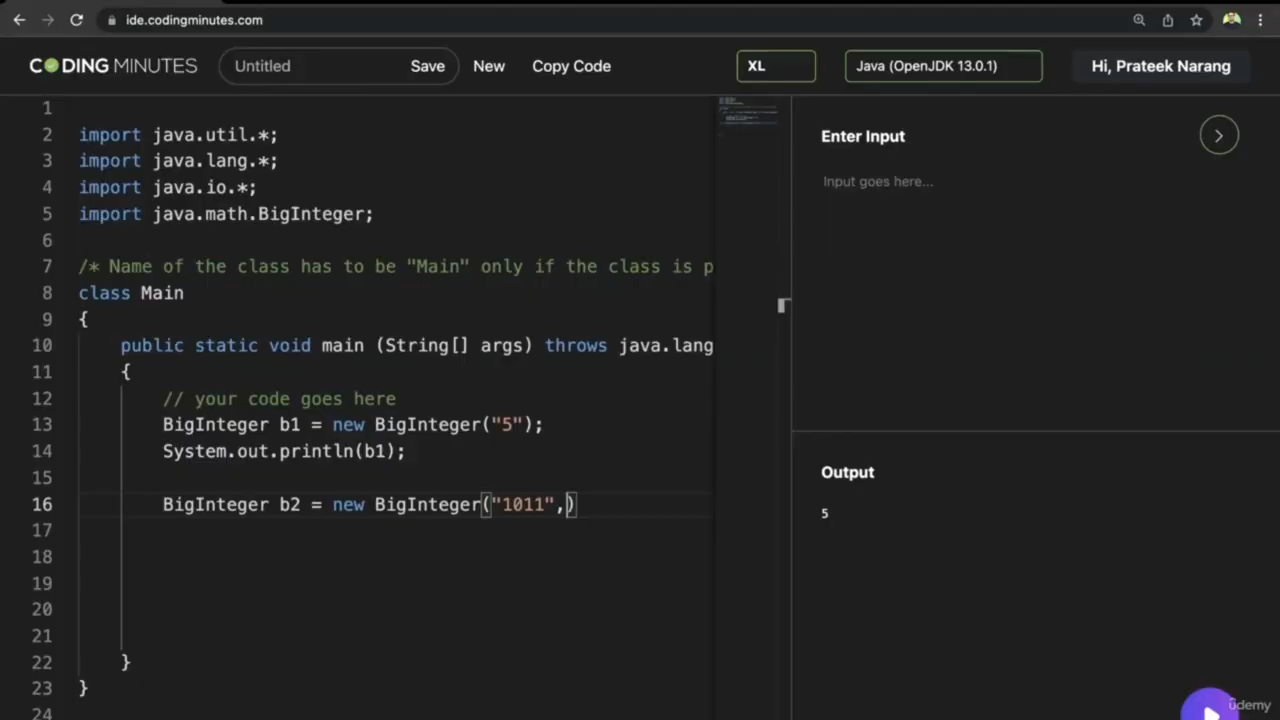 ide.codingminutes.com
CODING MINUTES Untitled Save New Copy Code XL Java (OpenJDK 13.0.1) Hi, Prateek Narang
1
2 import java.util.*;
3 import java.lang.*;
4 import java.io.*;
5 import java.math.BigInteger;
6
7 /* Name of the class has to be "Main" only if the class is p
8 class Main
9 {
10 public static void main (String[] args) throws java.lang
11 {
12 // your code goes here
13 BigInteger b1 = new BigInteger("5");
14 System.out.println(b1);
15
16 BigInteger b2 = new BigInteger("1011",)
17
18
19
20
21
22 }
23 }
24
Enter Input
Input goes here...
Output
5
ûdemy